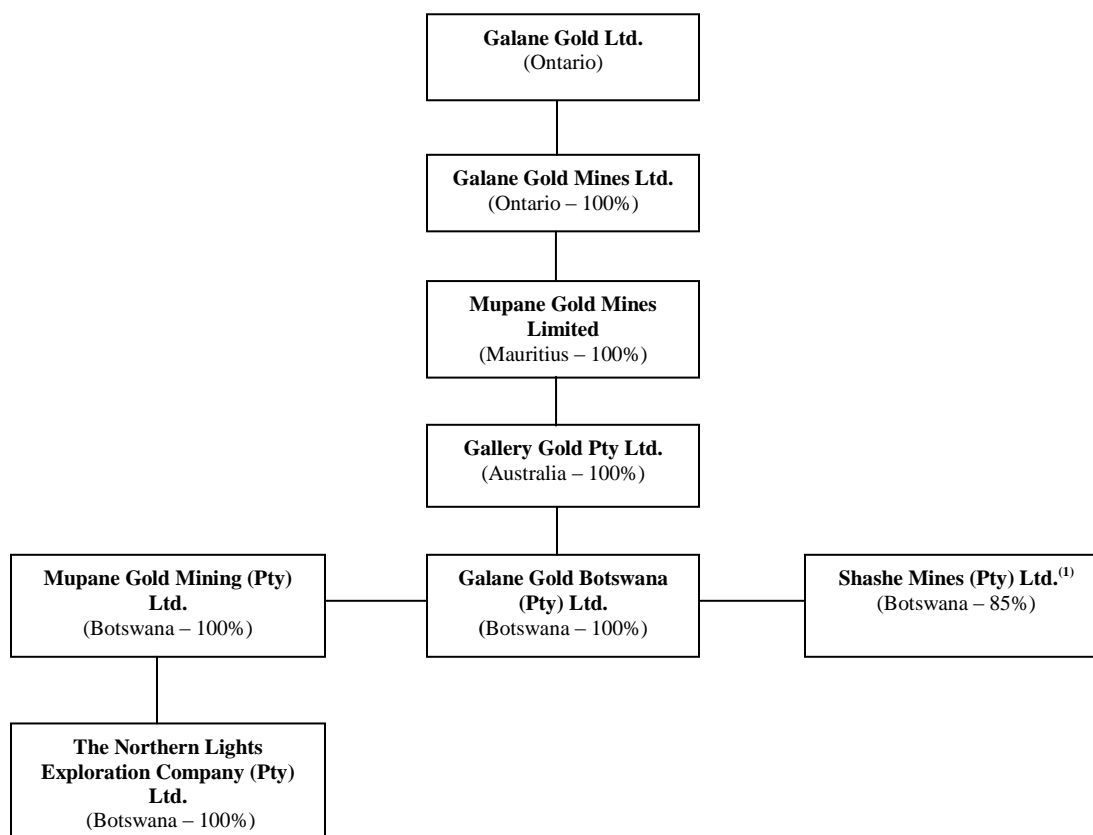 Galane Gold Ltd.
(Ontario)
Galane Gold Mines Ltd.
(Ontario – 100%)
Mupane Gold Mines
Limited
(Mauritius – 100%)
Gallery Gold Pty Ltd.
(Australia – 100%)
Mupane Gold Mining (Pty)
Ltd.
(Botswana – 100%)
Galane Gold Botswana
(Pty) Ltd.
(Botswana – 100%)
Shashe Mines (Pty) Ltd.(1)
(Botswana – 85%)
The Northern Lights
Exploration Company (Pty)
Ltd.
(Botswana – 100%)